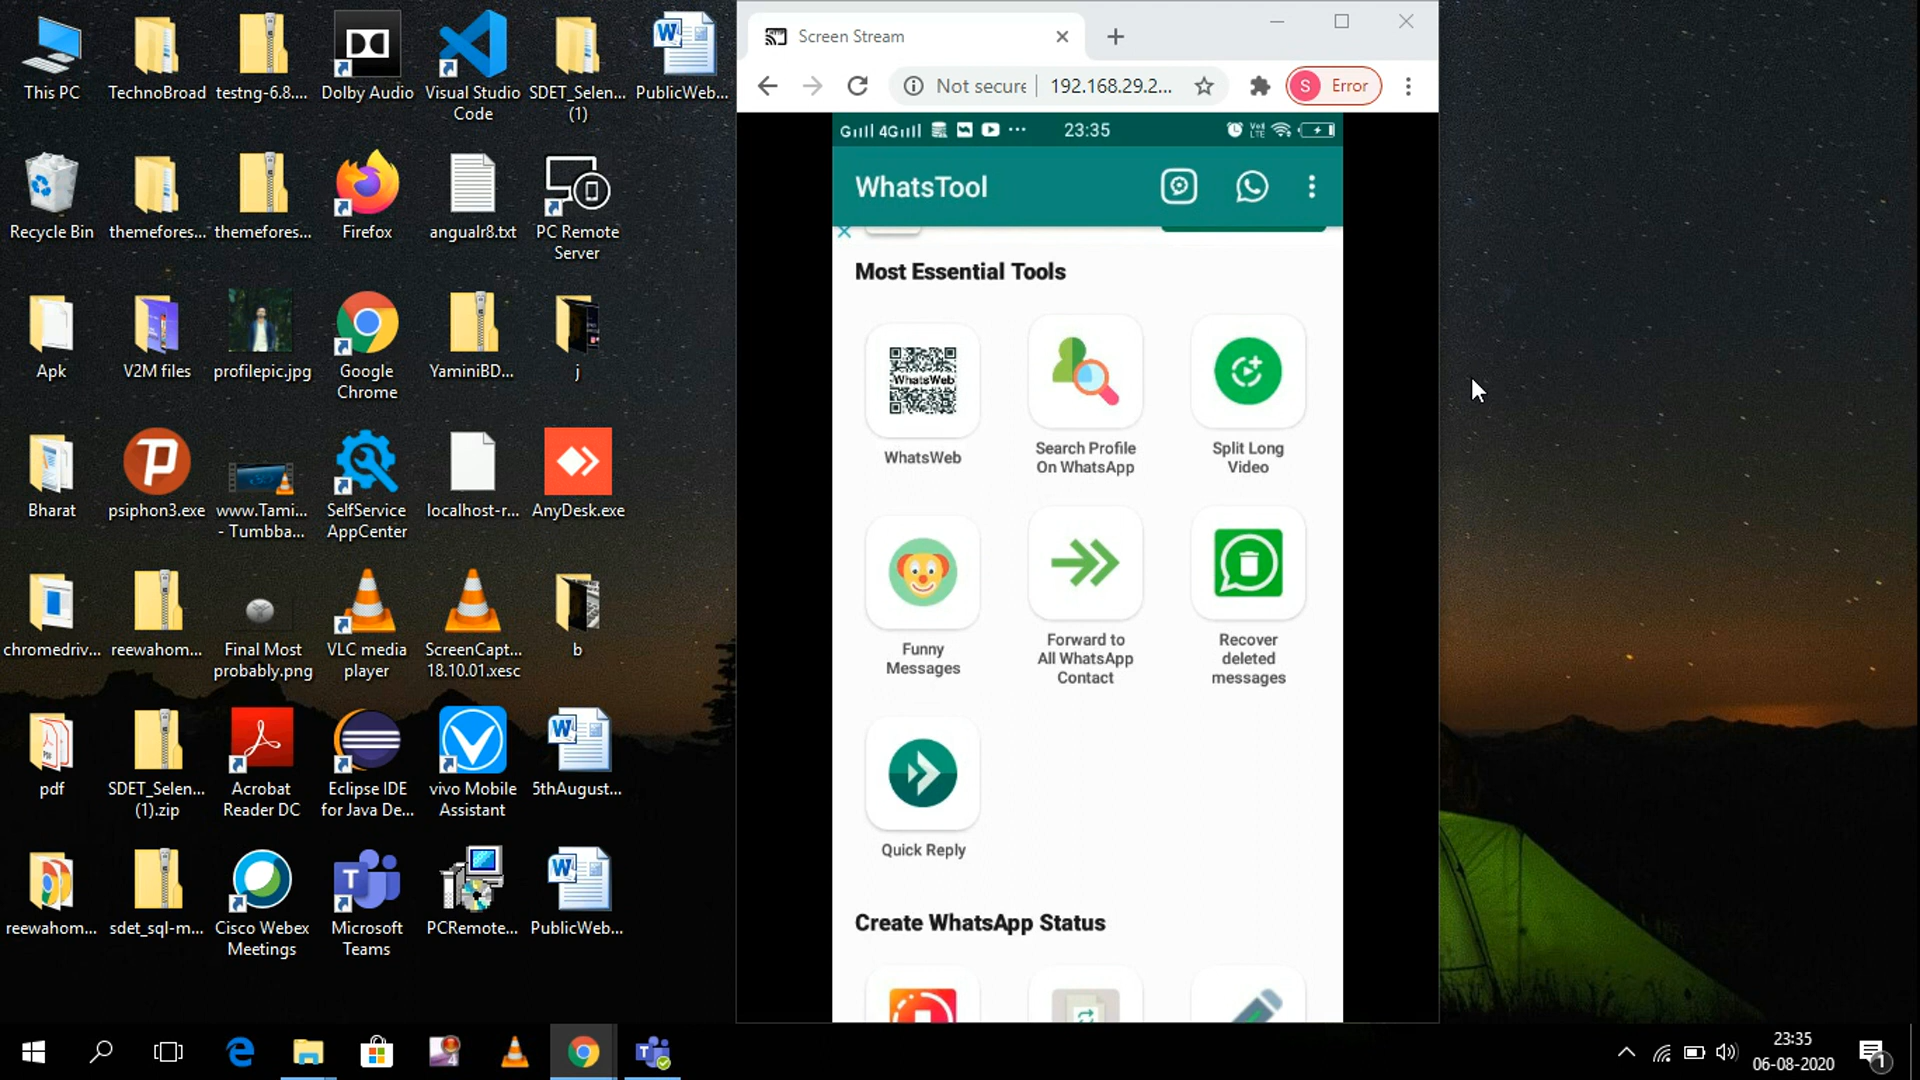 This PC
TechnoBroad
testng-6.8....
Dolby Audio
Visual Studio
Code
SDET_Selen...
(1)
PublicWeb...
Recycle Bin
themefores...
themefores...
Firefox
angualr8.txt
PC Remote
Server
Apk
V2M files
profilepic.jpg
Google
Chrome
YaminiBD...
j
Bharat
psiphon3.exe
www.Tami...
- Tumbba...
SelfService
AppCenter
localhost-r...
AnyDesk.exe
chromedriv...
reewahom...
Final Most
probably.png
VLC media
player
ScreenCapt...
18.10.01.xesc
b
pdf
SDET_Selen...
(1).zip
Acrobat
Reader DC
Eclipse IDE
for Java De...
vivo Mobile
Assistant
5thAugust...
reewahom...
sdet_sql-m...
Cisco Webex
Meetings
Microsoft
Teams
PCRemote...
PublicWeb...
Screen Stream
Not secure
192.168.29.2...
S Error
4G
23:35
WhatsTool
Most Essential Tools
WhatsWeb
WhatsWeb
Search Profile
On WhatsApp
Split Long
Video
Funny
Messages
Forward to
All WhatsApp
Contact
Recover
deleted
messages
Quick Reply
Create WhatsApp Status
23:35
06-08-2020
1